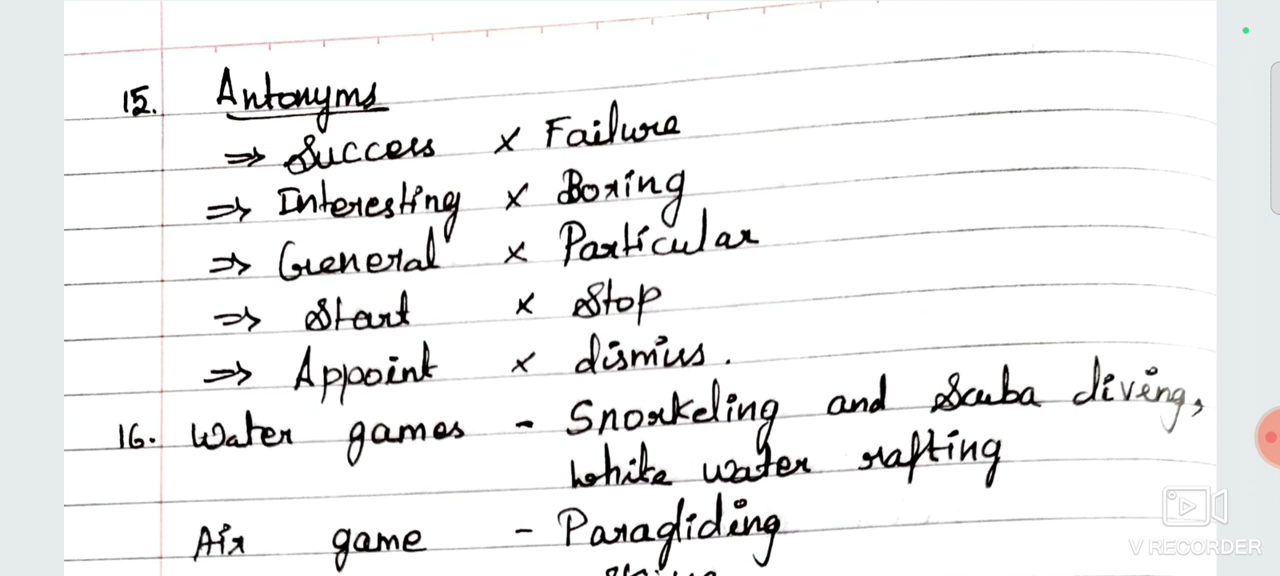 15. Antonyms
⇒ Success × Failure
⇒ Interesting × Boring
⇒ General × Particular
⇒ Start × Stop
⇒ Appoint × dismiss.
16. Water games - Snorkeling and Scuba diving,
white water rafting
Air game - Paragliding
V RECORDER